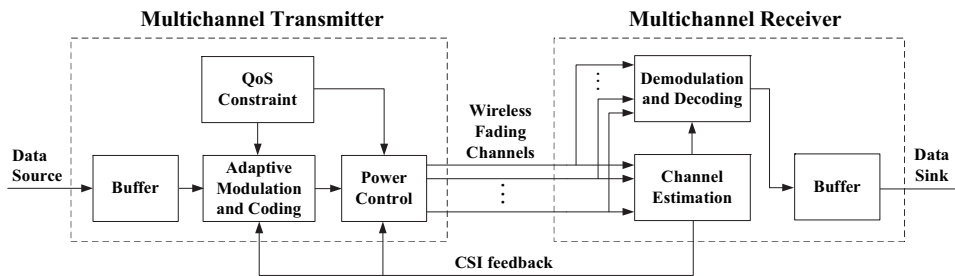 Multichannel Transmitter
Multichannel Receiver
QoS
Constraint
Demodulation
and Decoding
Wireless
Fading
Channels
Data
Source
Buffer
Adaptive
Modulation
and Coding
Power
Control
Channel
Estimation
Buffer
Data
Sink
CSI feedback